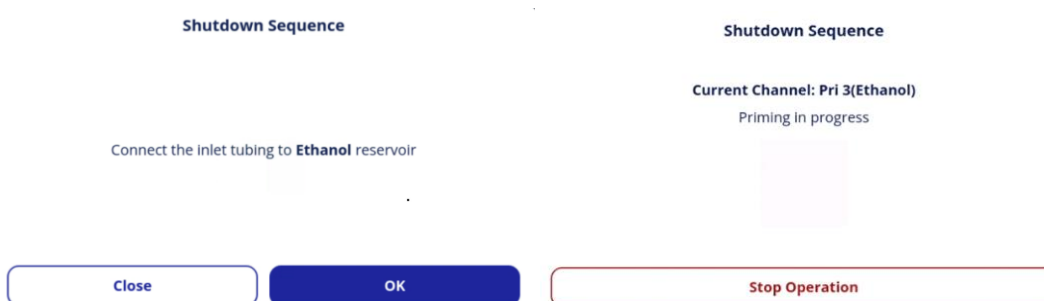 Shutdown Sequence
Connect the inlet tubing to Ethanol reservoir
Close
OK
Shutdown Sequence
Current Channel: Pri 3(Ethanol)
Priming in progress
Stop Operation